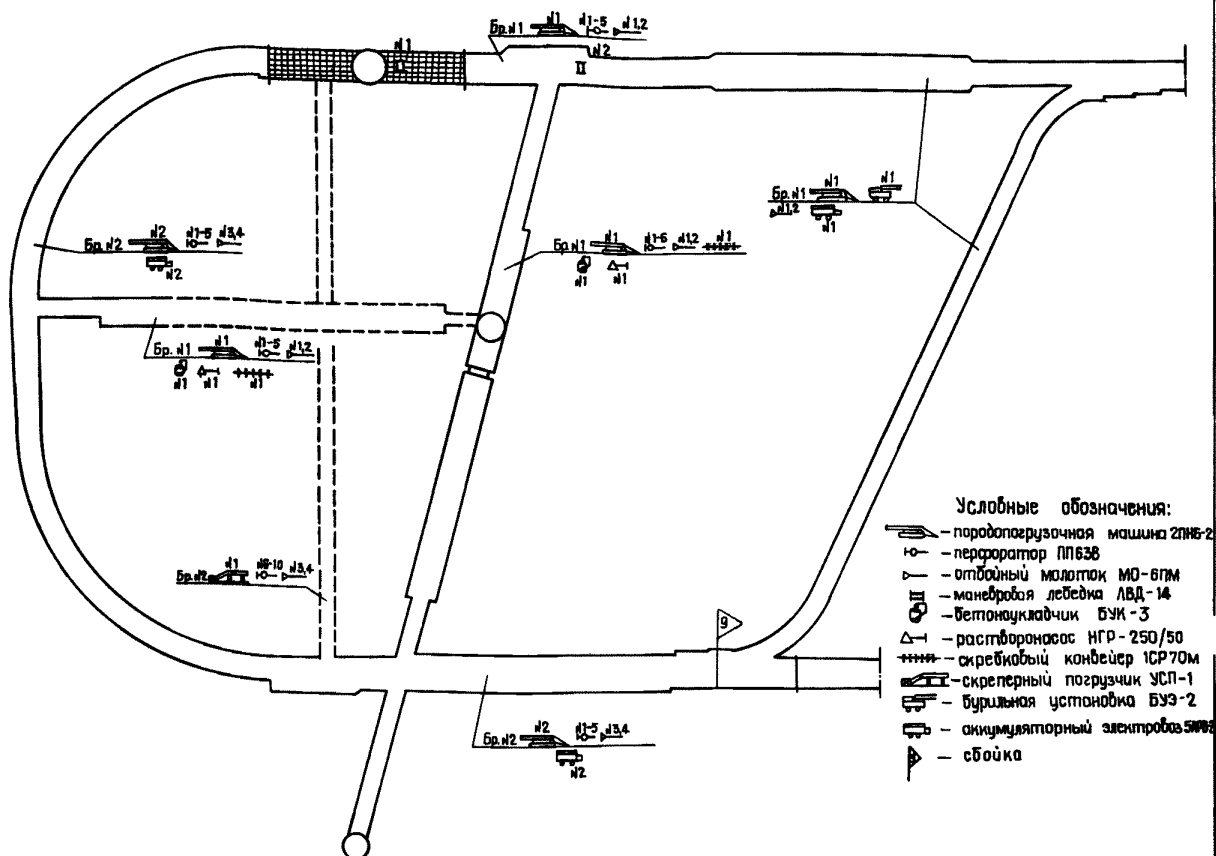 Бр. №1 №1 №1-5 №1,2
№1
№2
II
Бр. №1 №1 №1
№1,2 №1
Бр. №2 №2 №1-5 №3,4
№2
Бр №1 №1 №1-6 №1,2 №1
№1 №1
Бр. №1 №1 №1-5 №1,2
№1 №1 №1
Бр. №2 №1 №6-10 №3,4
9
Бр. №2 №2 №1-5 №3,4
№2
Условные обозначения:
– породопогрузочная машина 2ПНБ-2
– перфоратор ПП63В
– отбойный молоток МО-6ПМ
– маневровая лебедка ЛВД-14
– бетоноукладчик БУК-3
– растворонасос НГР-250/50
– скребковый конвейер 1СР70м
– скреперный погрузчик УСП-1
– бурильная установка БУЭ-2
– аккумуляторный электровоз
– сбойка